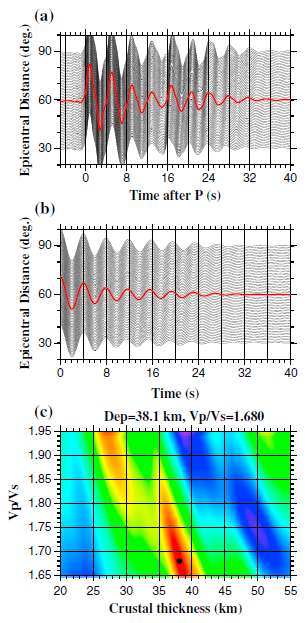 (a)
Epicentral Distance (deg.)
90
60
30
0 8 16 24 32 40
Time after P (s)
(b)
Epicentral Distance (deg.)
90
60
30
0 8 16 24 32 40
Time (s)
(c)
Dep=38.1 km, Vp/Vs=1.680
Vp/Vs
1.95
1.90
1.85
1.80
1.75
1.70
1.65
20 25 30 35 40 45 50 55
Crustal thickness (km)